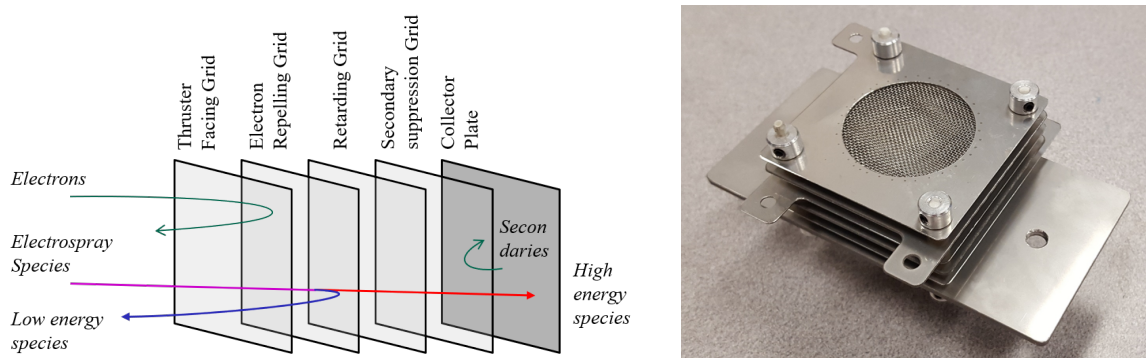 Thruster
Facing Grid
Electron
Repelling Grid
Retarding Grid
Secondary
suppression Grid
Collector
Plate
Electrons
Electrospray
Species
Low energy
species
Secon
daries
High
energy
species